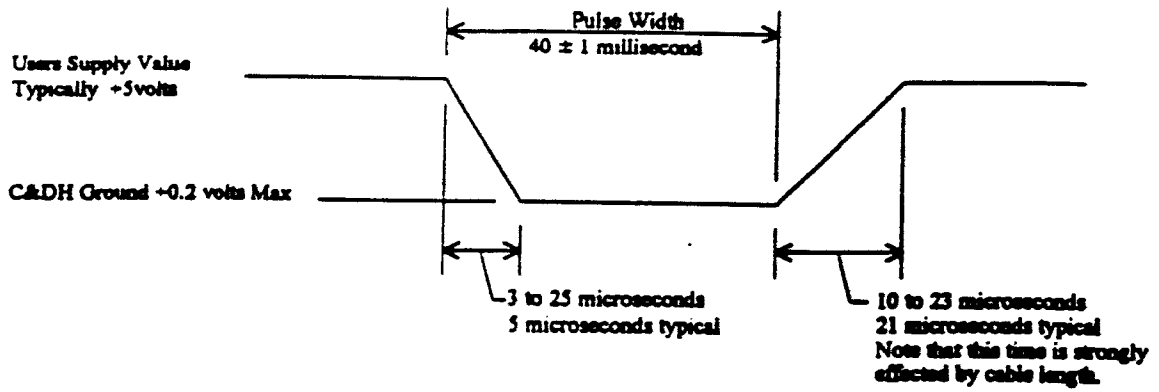 Pulse Width
40 ± 1 millisecond
Users Supply Value
Typically +5volts
C&DH Ground +0.2 volts Max
3 to 25 microseconds
5 microseconds typical
10 to 23 microseconds
21 microseconds typical
Note that this time is strongly
effected by cable length.